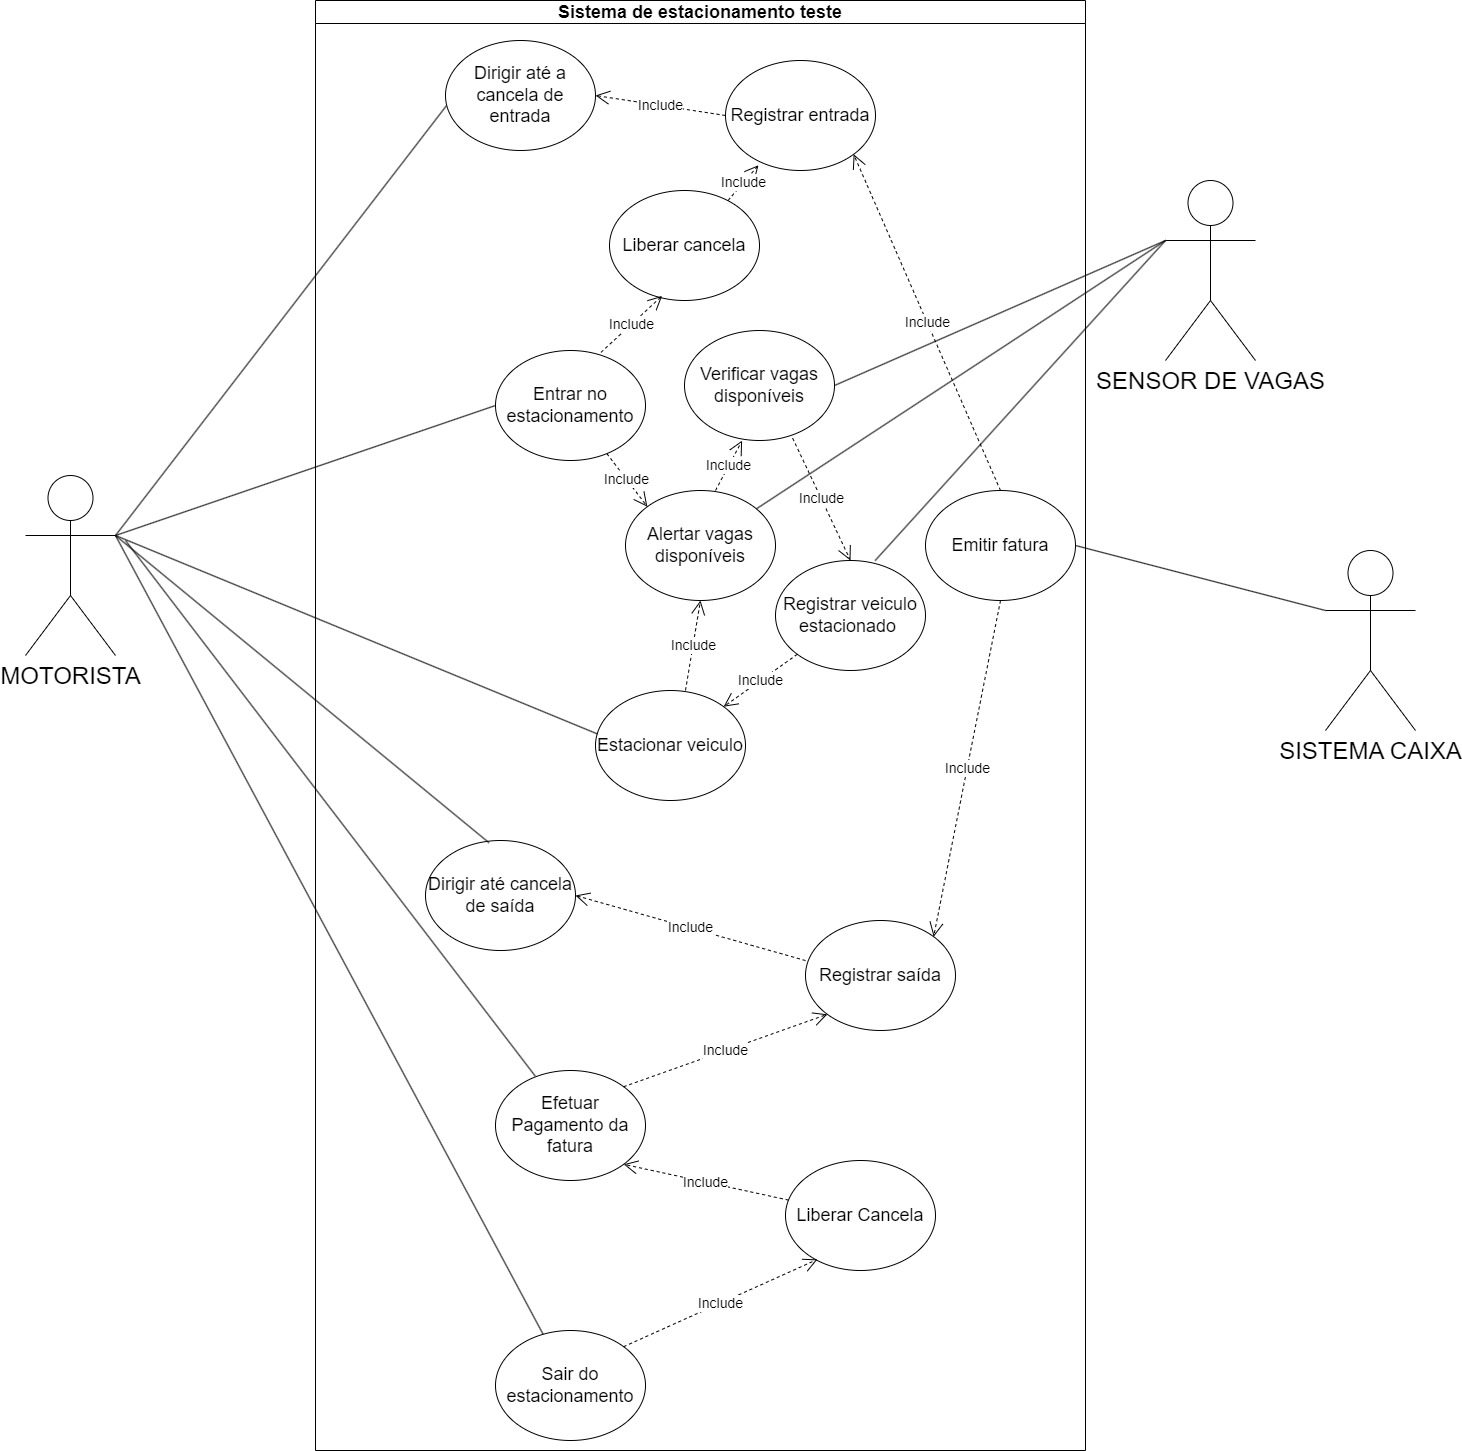 Sistema de estacionamento teste
Dirigir até a
cancela de
entrada
Include
Registrar entrada
Include
Liberar cancela
Include
Include
Entrar no
estacionamento
Verificar vagas
disponíveis
SENSOR DE VAGAS
Include
Include
Include
Alertar vagas
disponíveis
Emitir fatura
Registrar veiculo
estacionado
Include
MOTORISTA
Include
Estacionar veiculo
SISTEMA CAIXA
Include
Dirigir até cancela
de saída
Include
Registrar saída
Include
Efetuar
Pagamento da
fatura
Include
Liberar Cancela
Include
Sair do
estacionamento